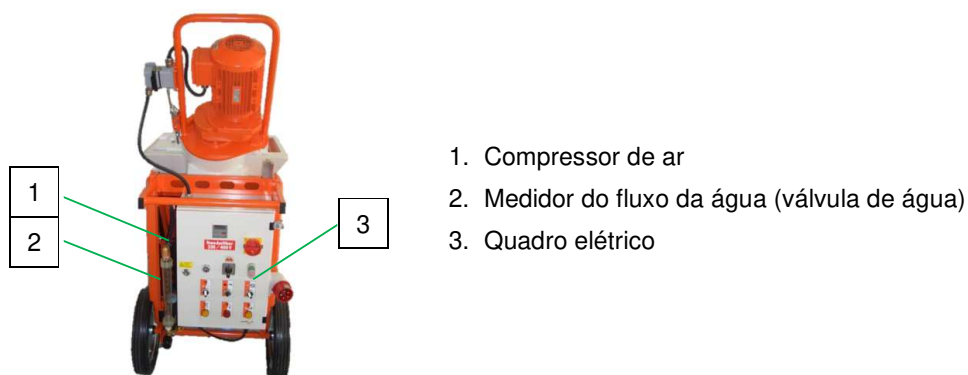 1
2
3
1. Compressor de ar
2. Medidor do fluxo da água (válvula de água)
3. Quadro elétrico